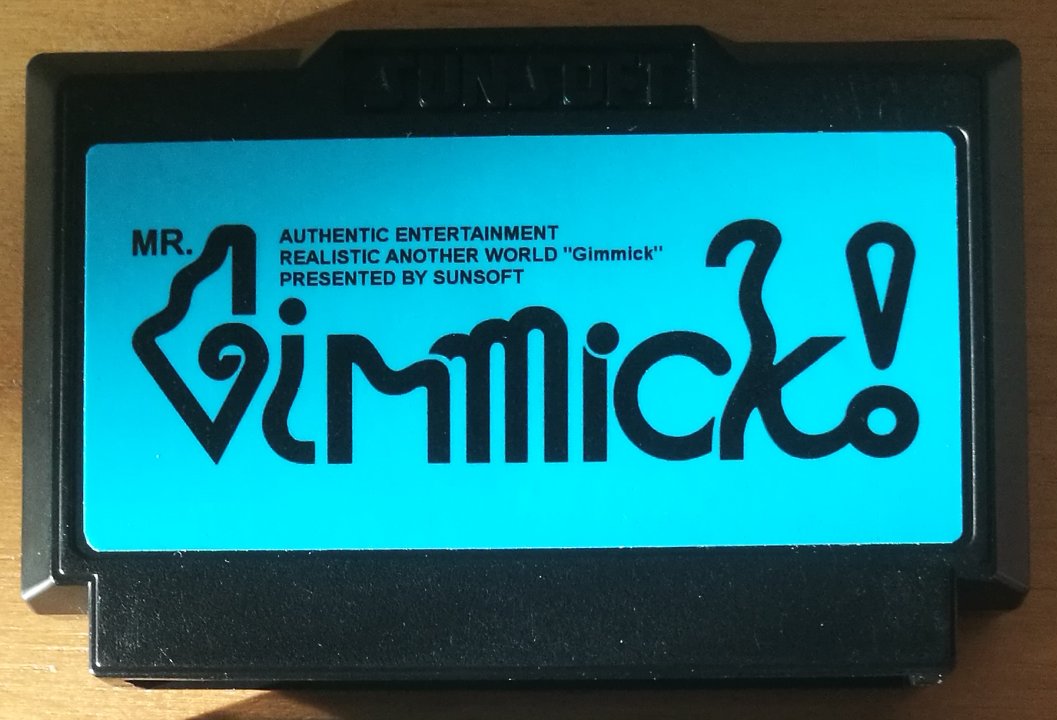 SUNSOFT
MR.
AUTHENTIC ENTERTAINMENT
REALISTIC ANOTHER WORLD "Gimmick"
PRESENTED BY SUNSOFT
Gimmick!